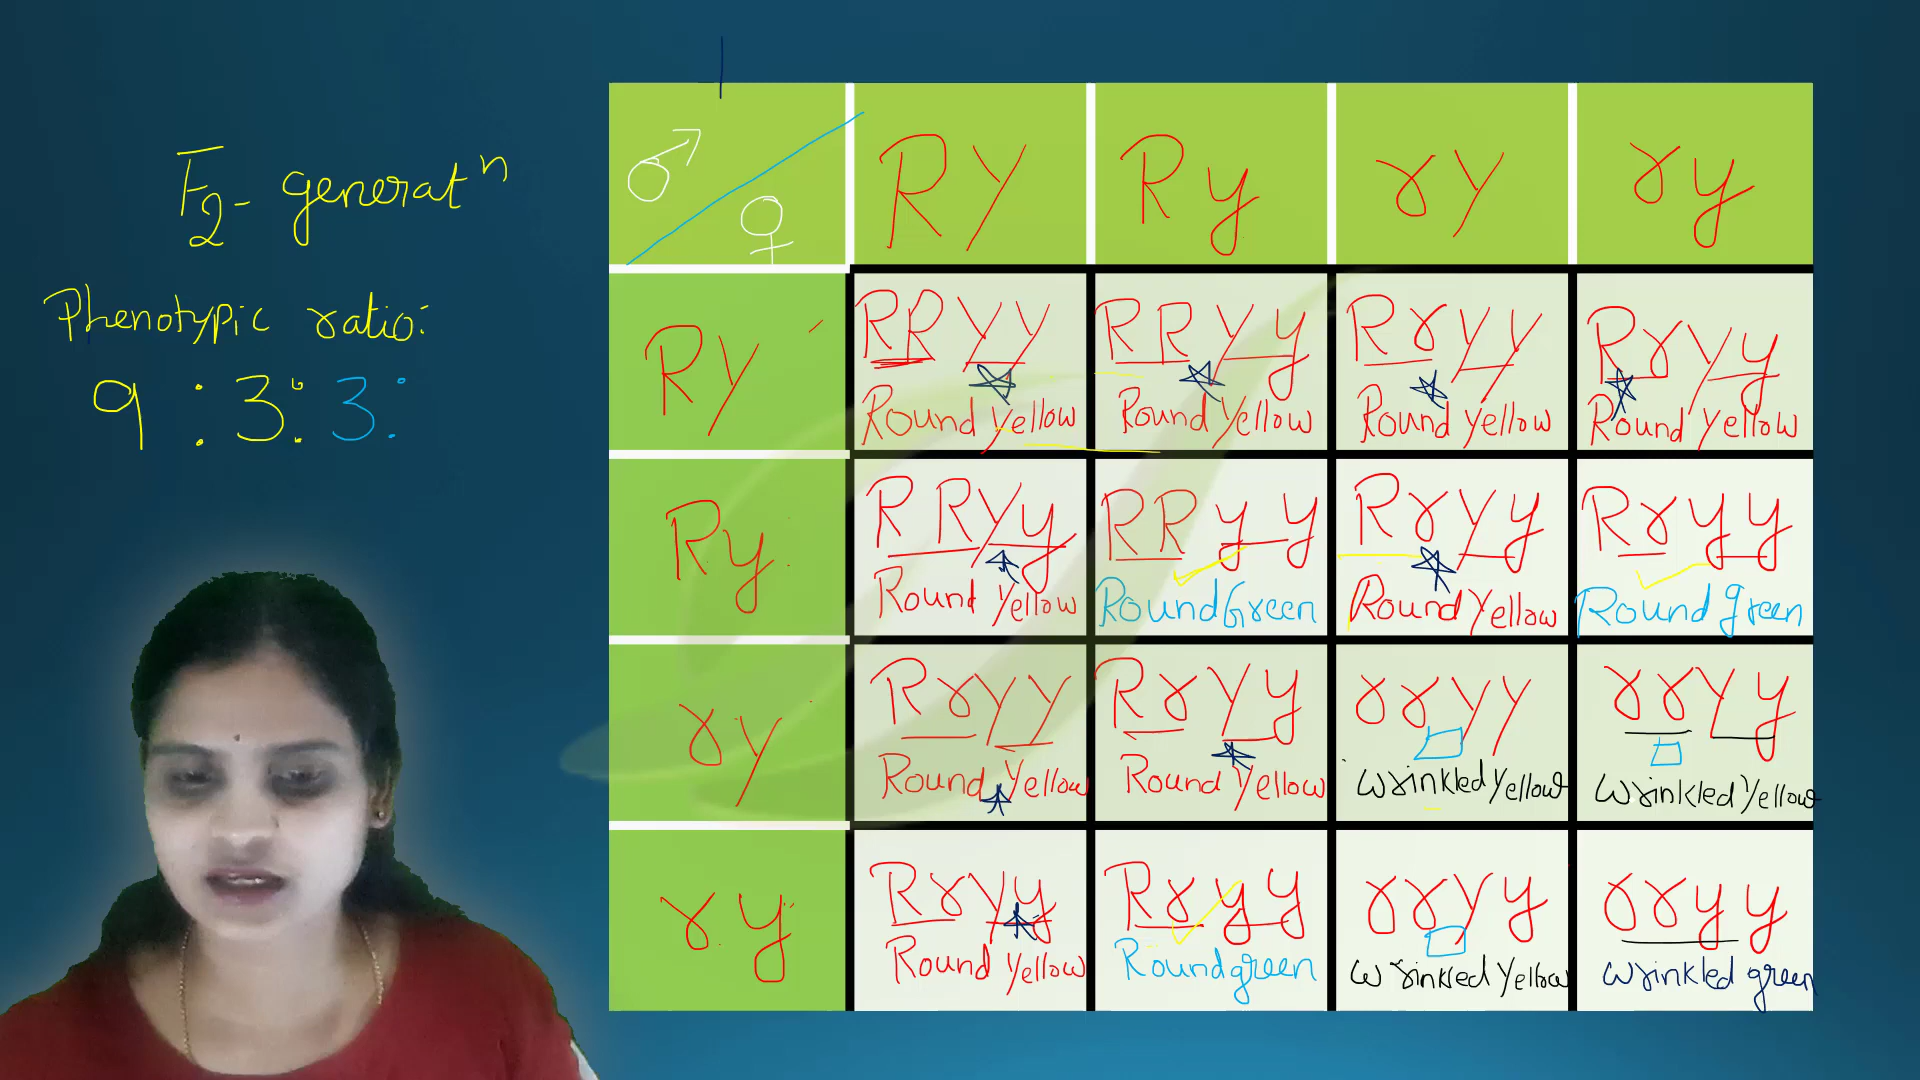 F2- generatn
Phenotypic ratio:
9 : 3 : 3 :
♂ ♀
RY Ry rY ry
RY
RRYY RRYy RrYY RrYy
Round yellow Round Yellow Round Yellow Round Yellow
Ry
RRYy RRyy RrYy Rryy
Round Yellow Round Green Round Yellow Round green
rY
RrYY RrYy rrYY rrYy
Round Yellow Round Yellow Wrinkled Yellow Wrinkled Yellow
ry
RrYy Rryy rrYy rryy
Round Yellow Round green Wrinkled Yellow Wrinkled green